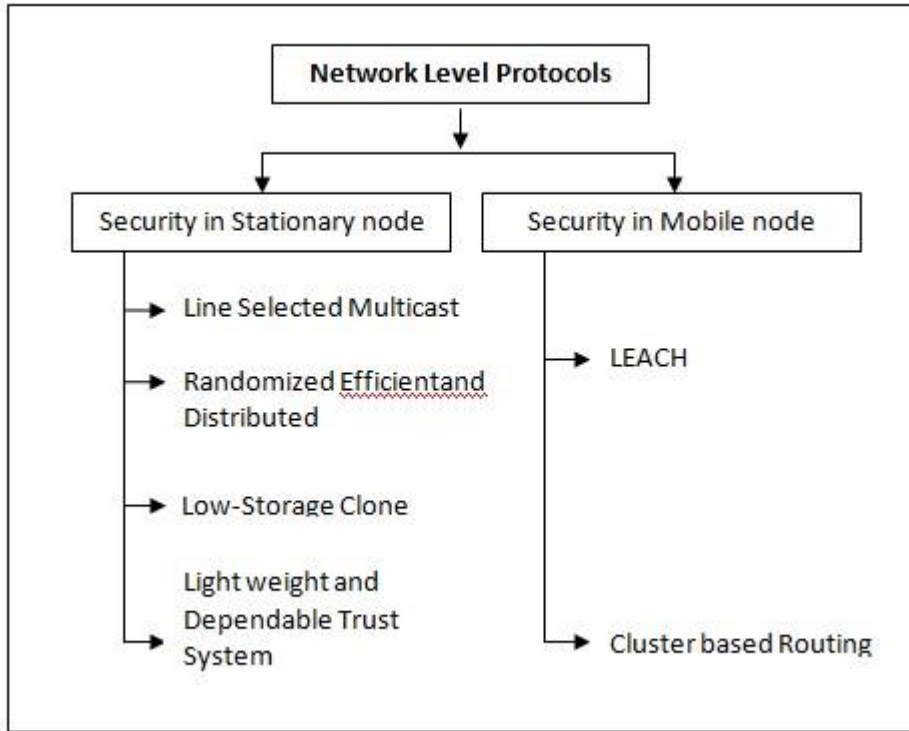 Network Level Protocols
Security in Stationary node
Security in Mobile node
Line Selected Multicast
Randomized Efficientand
Distributed
Low-Storage Clone
Light weight and
Dependable Trust
System
LEACH
Cluster based Routing